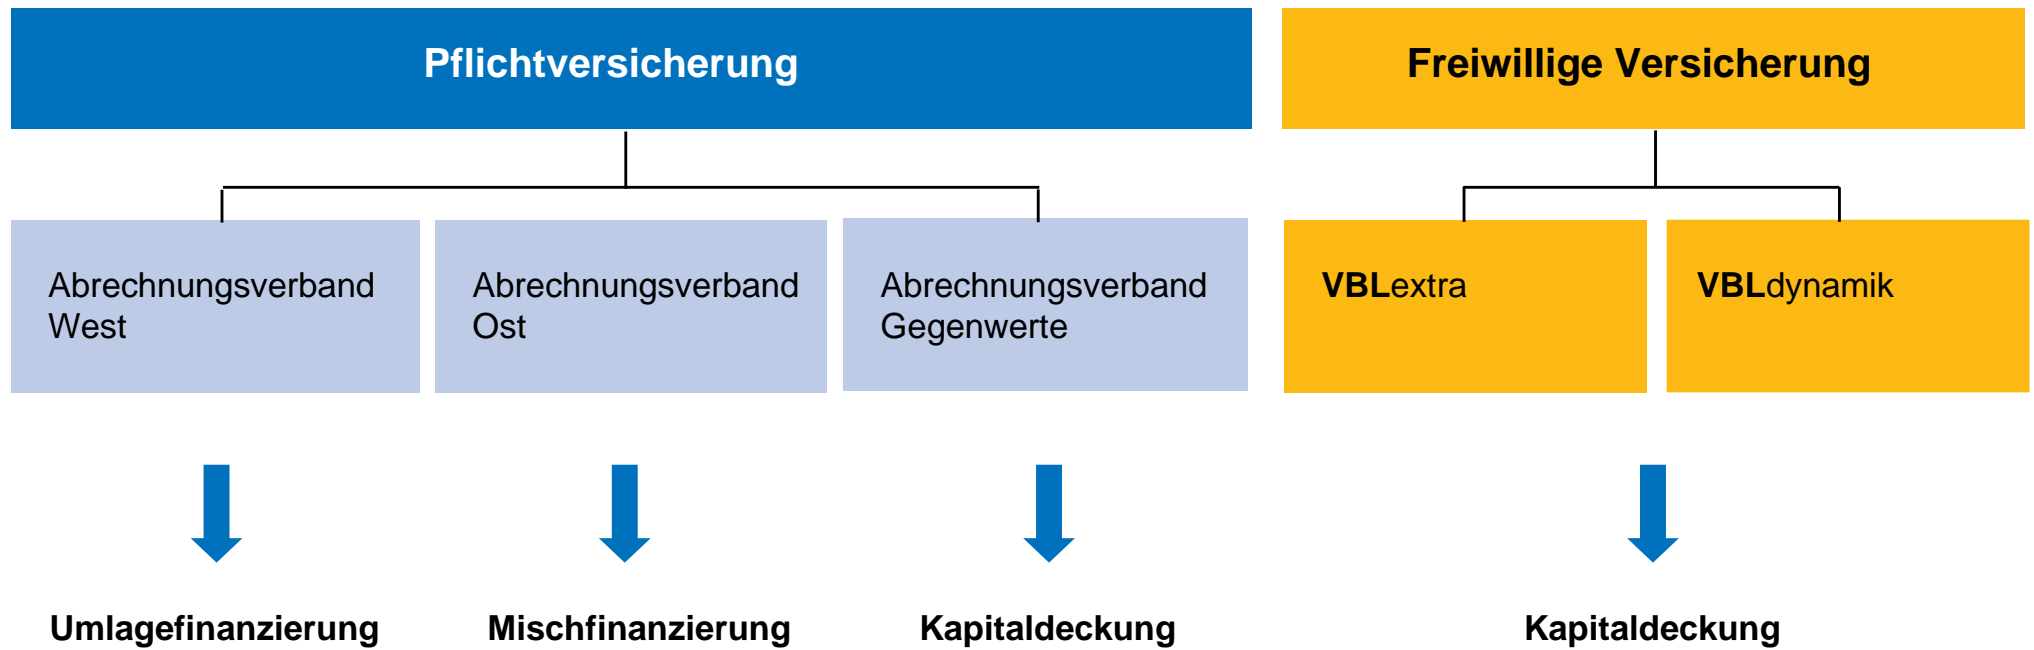 Pflichtversicherung
Freiwillige Versicherung
Abrechnungsverband
West
Abrechnungsverband
Ost
Abrechnungsverband
Gegenwerte
VBLextra
VBLdynamik
Umlagefinanzierung
Mischfinanzierung
Kapitaldeckung
Kapitaldeckung